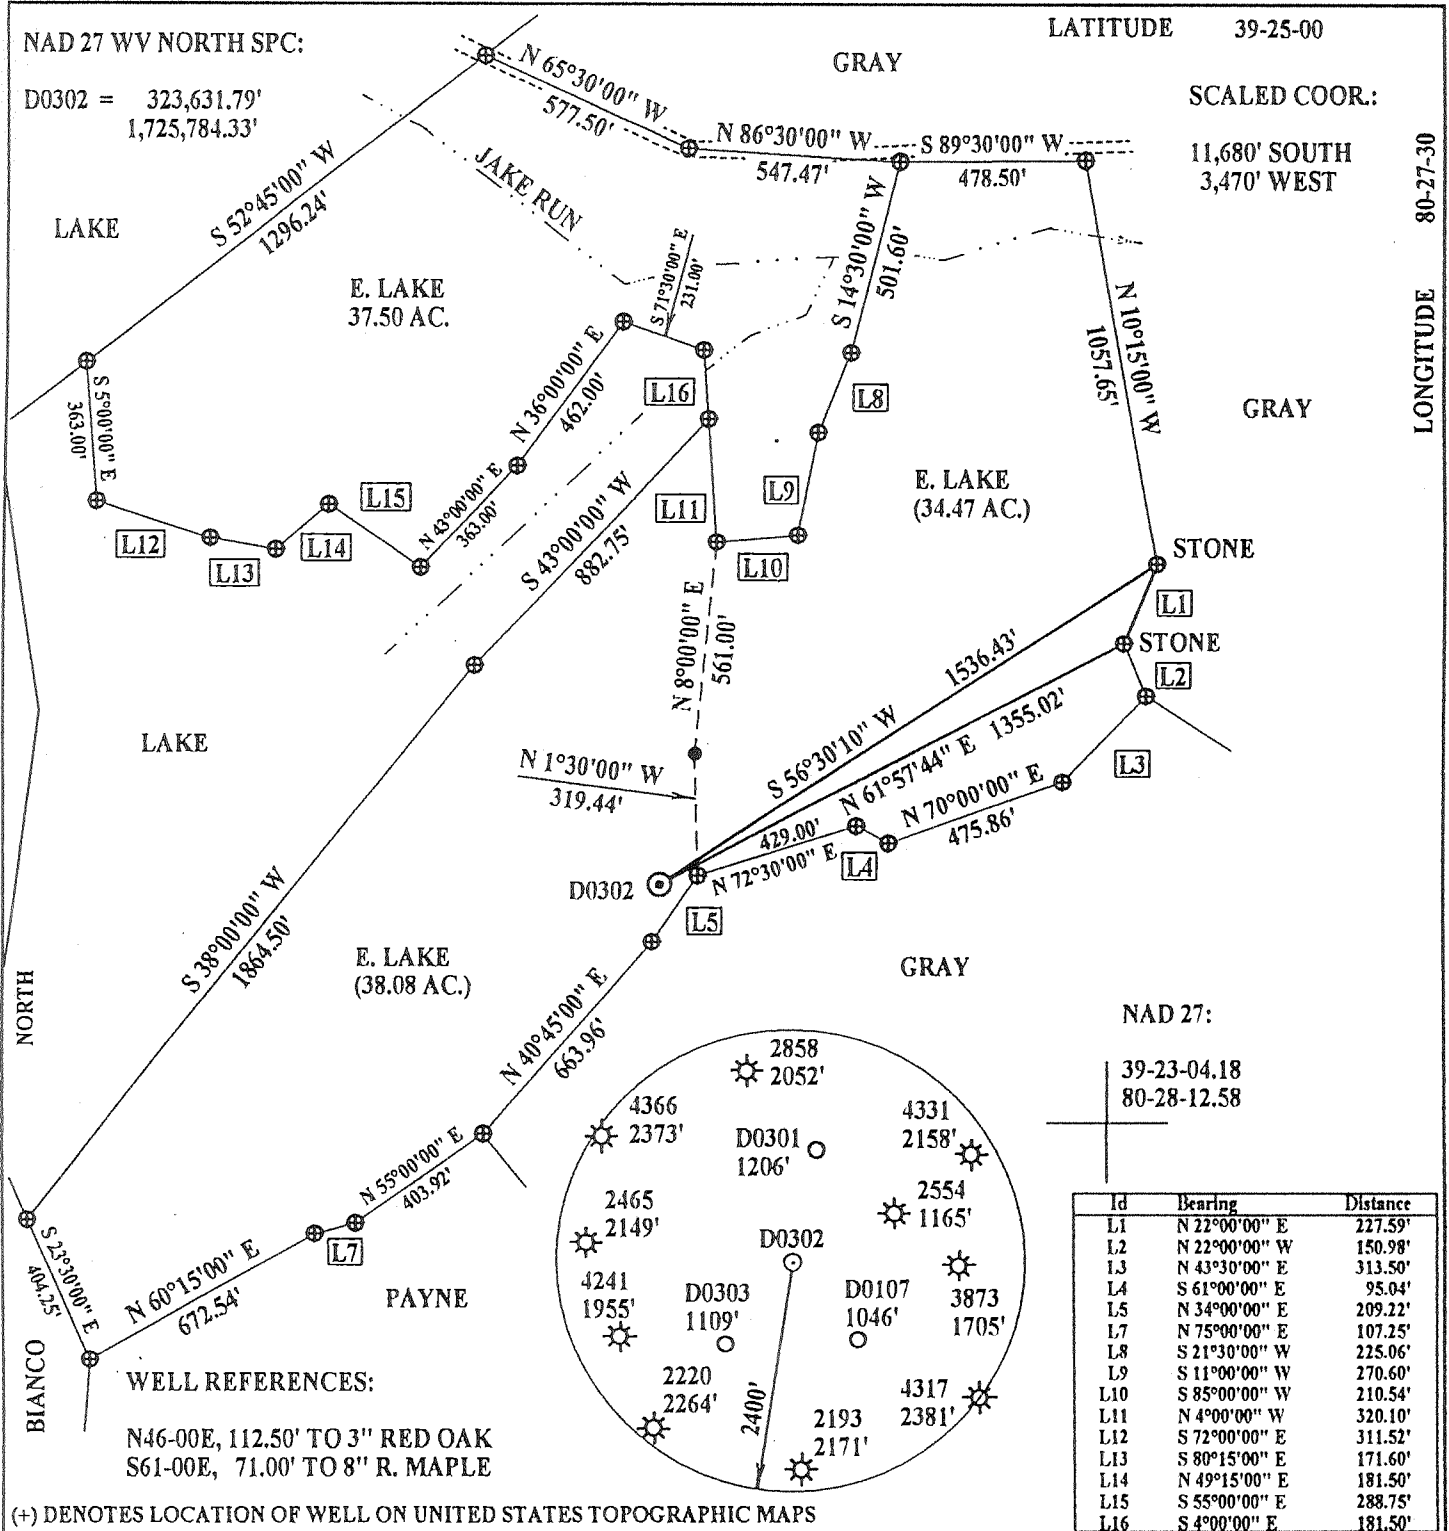 NAD 27 WV NORTH SPC:
D0302 = 323,631.79'
1,725,784.33'
LATITUDE 39-25-00
SCALED COOR.:
11,680' SOUTH
3,470' WEST
LONGITUDE 80-27-30
GRAY
N 65°30'00" W
577.50'
N 86°30'00" W
547.47'
S 89°30'00" W
478.50'
JAKE RUN
S 52°45'00" W
1296.24'
LAKE
E. LAKE
37.50 AC.
S 71°30'00" E
231.00'
S 14°30'00" W
501.60'
N 10°15'00" W
1057.65'
S 5°00'00" E
363.00'
N 36°00'00" E
462.00'
L16
L8
GRAY
N 43°00'00" E
363.00'
L15
L12
L13
L14
S 43°00'00" W
882.75'
L11
L9
L10
E. LAKE
(34.47 AC.)
STONE
L1
STONE
L2
L3
N 8°00'00" E
561.00'
LAKE
N 1°30'00" W
319.44'
1536.43'
S 56°30'10" W
N 61°57'44" E 1355.02'
N 70°00'00" E
475.86'
429.00'
N 72°30'00" E
L4
D0302
L5
S 38°00'00" W
1864.50'
E. LAKE
(38.08 AC.)
GRAY
NORTH
N 40°45'00" E
663.96'
NAD 27:
39-23-04.18
80-28-12.58
N 55°00'00" E
403.92'
L7
S 23°30'00" E
404.25'
N 60°15'00" E
672.54'
PAYNE
BIANCO
2858
2052'
4366
2373'
D0301
1206'
4331
2158'
2465
2149'
2554
1165'
D0302
4241
1955'
D0303
1109'
D0107
1046'
3873
1705'
2220
2264'
2400'
2193
2171'
4317
2381'
WELL REFERENCES:
N46-00E, 112.50' TO 3" RED OAK
S61-00E, 71.00' TO 8" R. MAPLE
(+) DENOTES LOCATION OF WELL ON UNITED STATES TOPOGRAPHIC MAPS
Id Bearing Distance
L1 N 22°00'00" E 227.59'
L2 N 22°00'00" W 150.98'
L3 N 43°30'00" E 313.50'
L4 S 61°00'00" E 95.04'
L5 N 34°00'00" E 209.22'
L7 N 75°00'00" E 107.25'
L8 S 21°30'00" W 225.06'
L9 S 11°00'00" W 270.60'
L10 S 85°00'00" W 210.54'
L11 N 4°00'00" W 320.10'
L12 S 72°00'00" E 311.52'
L13 S 80°15'00" E 171.60'
L14 N 49°15'00" E 181.50'
L15 S 55°00'00" E 288.75'
L16 S 4°00'00" E 181.50'